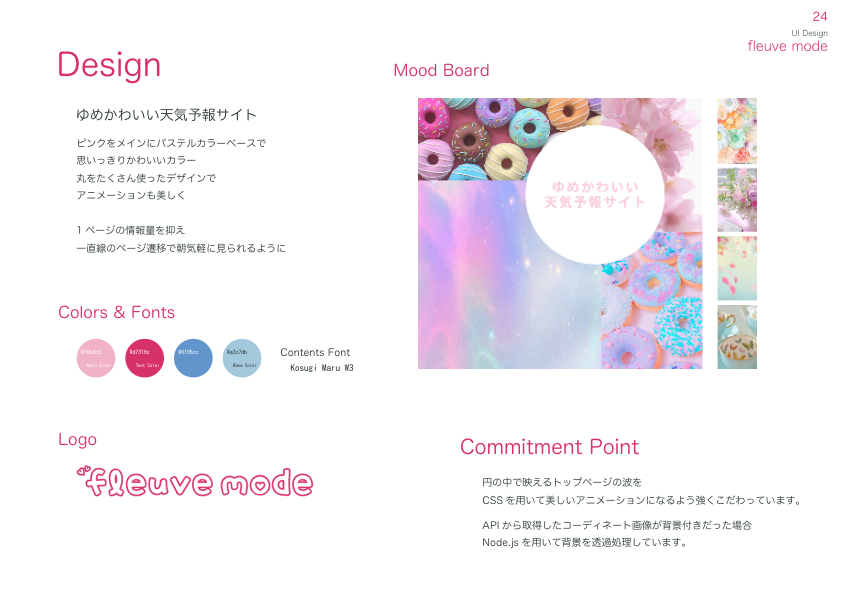 24
UI Design
fleuve mode
Design
ゆめかわいい天気予報サイト
ピンクをメインにパステルカラーベースで
思いっきりかわいいカラー
丸をたくさん使ったデザインで
アニメーションも美しく
1 ページの情報量を抑え
一直線のページ遷移で朝気軽に見られるように
Mood Board
ゆめかわいい
天気予報サイト
Colors & Fonts
#d7316c
Text Color
#6195cc
#a3c7db
Wave Color
Contents Font
Kosugi Maru W3
Logo
fleuve mode
Commitment Point
円の中で映えるトップページの波を
CSS を用いて美しいアニメーションになるよう強くこだわっています。
API から取得したコーディネート画像が背景付きだった場合
Node.js を用いて背景を透過処理しています。